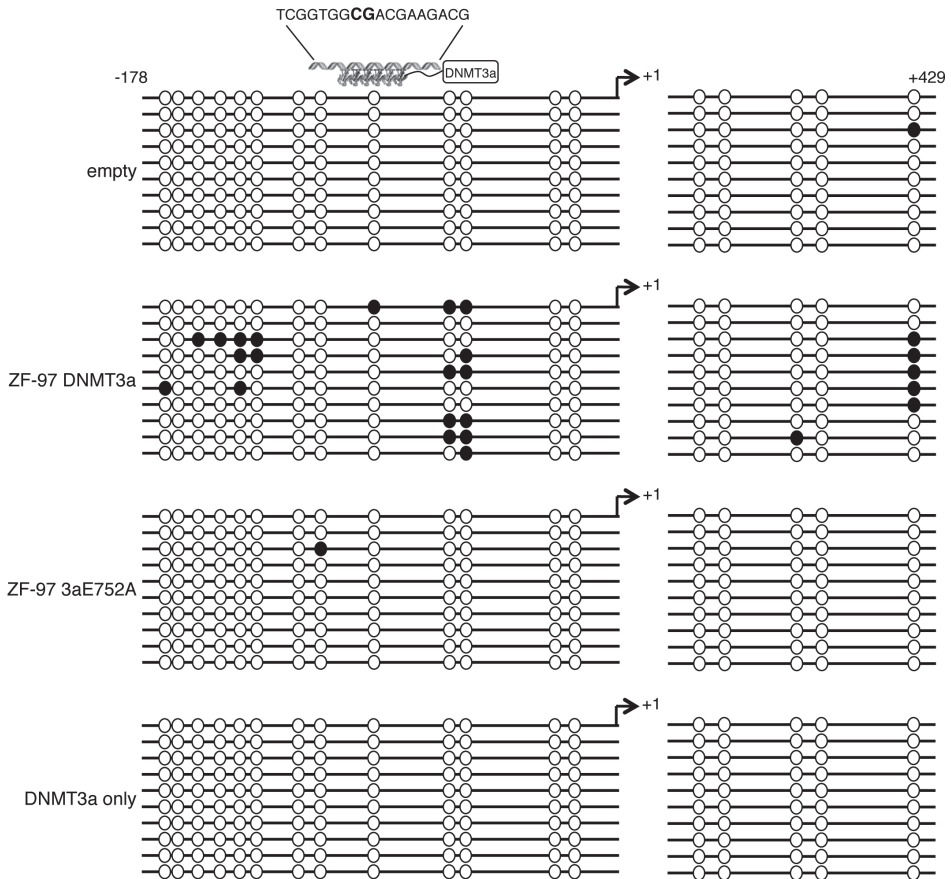 TCGGTGGCGACGAAGACG
DNMT3a
-178
+1
+429
empty
+1
ZF-97 DNMT3a
+1
ZF-97 3aE752A
+1
DNMT3a only